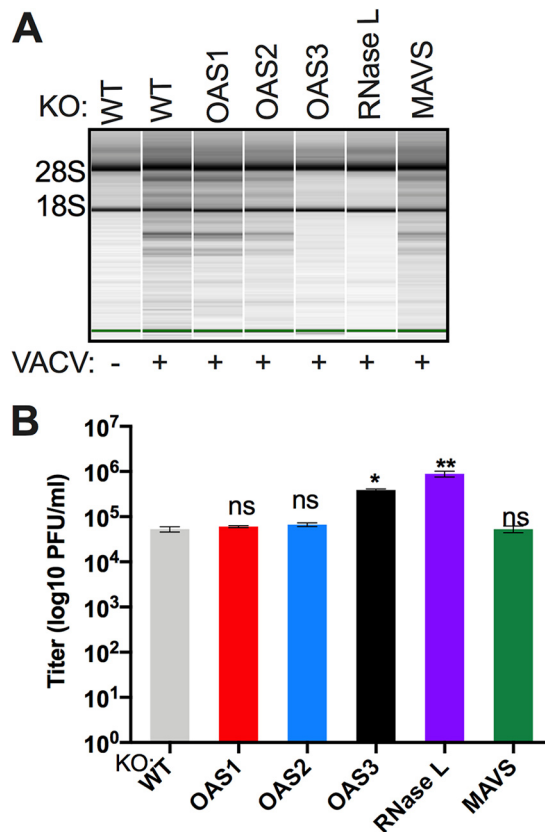 A
KO: WT WT OAS1 OAS2 OAS3 RNase L MAVS
28S
18S
VACV: - + + + + + +
B
Titer (log10 PFU/ml)
10⁷
10⁶
10⁵
10⁴
10³
10²
10¹
10⁰
ns ns * ** ns
KO: WT OAS1 OAS2 OAS3 RNase L MAVS